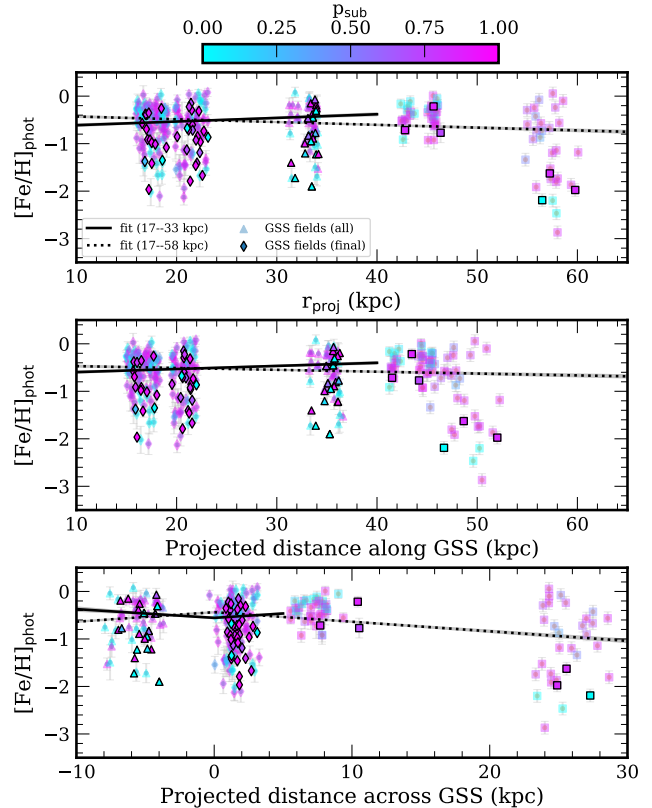 p_sub
0.00 0.25 0.50 0.75 1.00
0
−1
−2
−3
[Fe/H]phot
fit (17--33 kpc)
fit (17--58 kpc)
GSS fields (all)
GSS fields (final)
10 20 30 40 50 60
r_proj (kpc)
0
−1
−2
−3
[Fe/H]phot
10 20 30 40 50 60
Projected distance along GSS (kpc)
0
−1
−2
−3
[Fe/H]phot
−10 0 10 20 30
Projected distance across GSS (kpc)